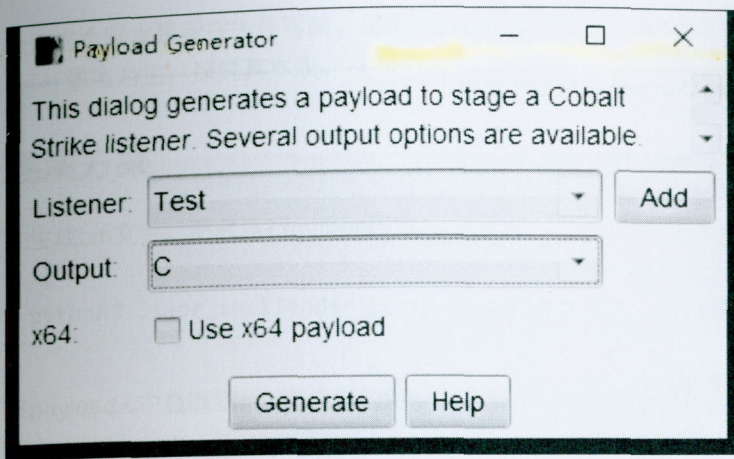 Payload Generator
This dialog generates a payload to stage a Cobalt
Strike listener. Several output options are available.
Listener: Test Add
Output: C
x64: Use x64 payload
Generate Help